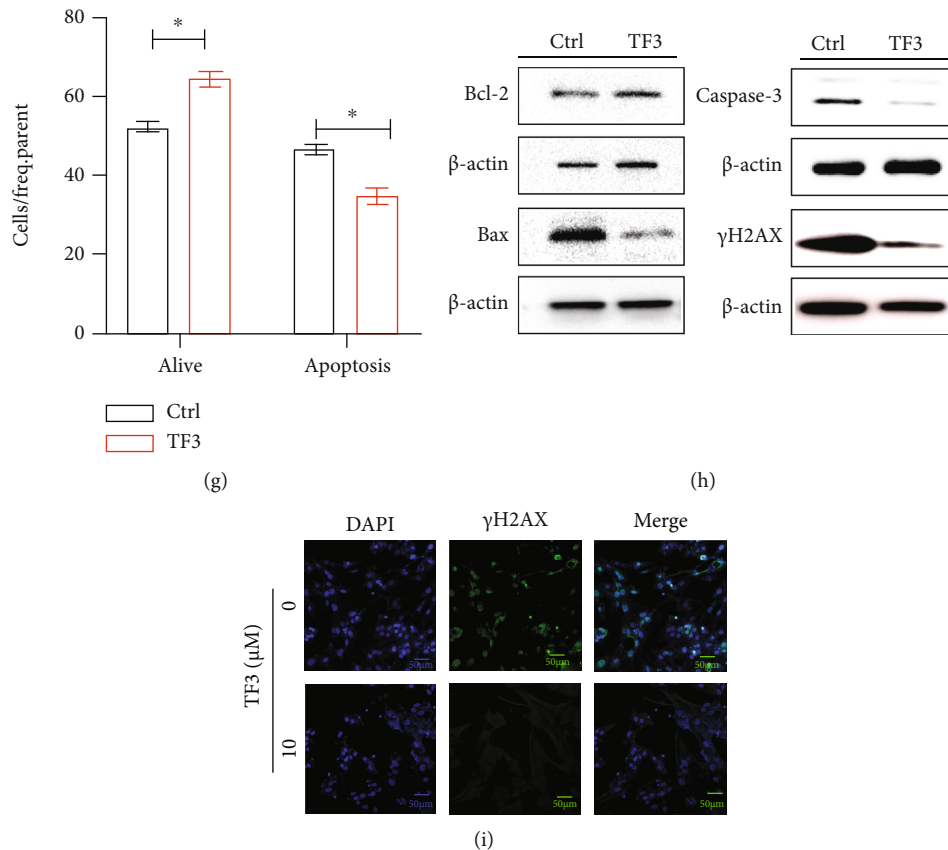 80
60
40
20
0
Cells/freq.parent
*
*
Alive
Apoptosis
Ctrl
TF3
(g)
Ctrl TF3
Bcl-2
β-actin
Bax
β-actin
Ctrl TF3
Caspase-3
β-actin
γH2AX
β-actin
(h)
DAPI γH2AX Merge
TF3 (μM)
0
50μm 50μm 50μm
10
50μm 50μm 50μm
(i)